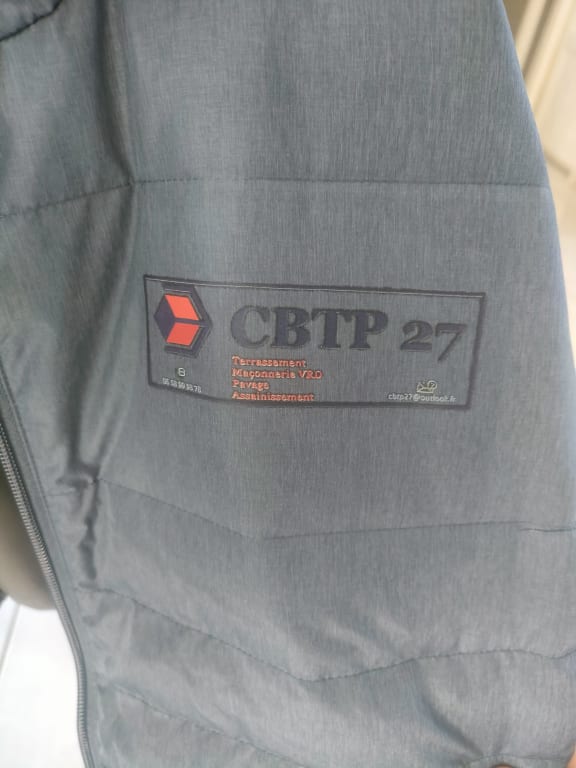 CBTP 27
Terrassement
Maçonnerie VRD
Pavage
Assainissement
cbtp27@outlook.fr